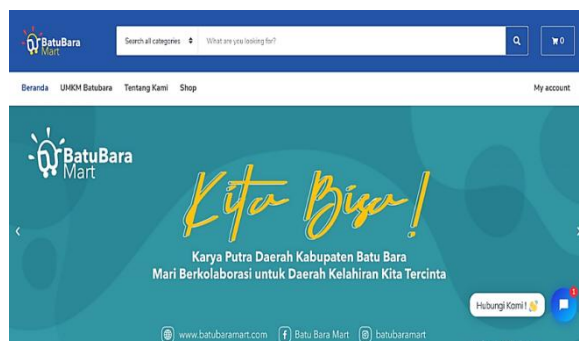 BatuBara
Mart
Search all categories
What are you looking for?
0
Beranda UMKM Batubara Tentang Kami Shop
My account
BatuBara
Mart
Kita Bisa!
Karya Putra Daerah Kabupaten Batu Bara
Mari Berkolaborasi untuk Daerah Kelahiran Kita Tercinta
Hubungi Kami !
1
www.batubaramart.com Batu Bara Mart batubaramart